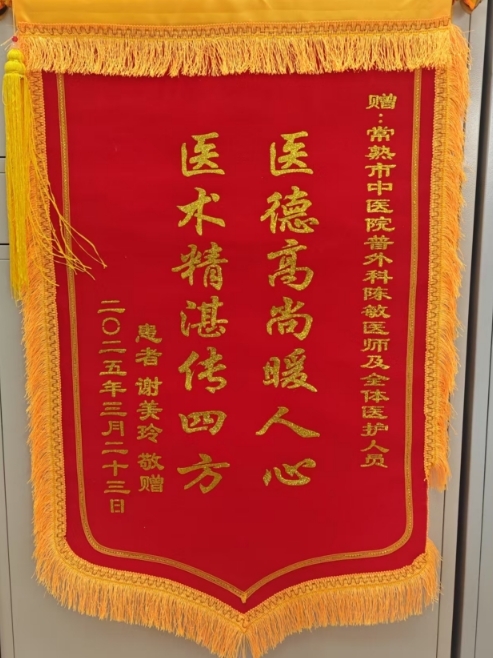 赠：常熟市中医院普外科陈敏医师及全体医护人员
医德高尚暖人心
医术精湛传四方
患者 谢美玲 敬赠
二〇二五年三月二十三日